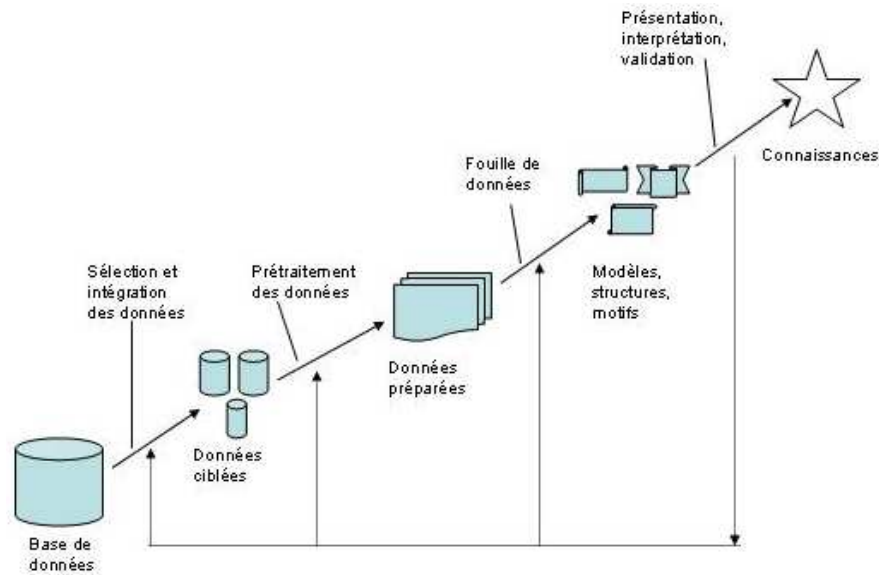 Présentation,
interprétation,
validation
Connaissances
Fouille de
données
Modèles,
structures,
motifs
Sélection et
intégration
des données
Prétraitement
des données
Données
préparées
Données
ciblées
Base de
données